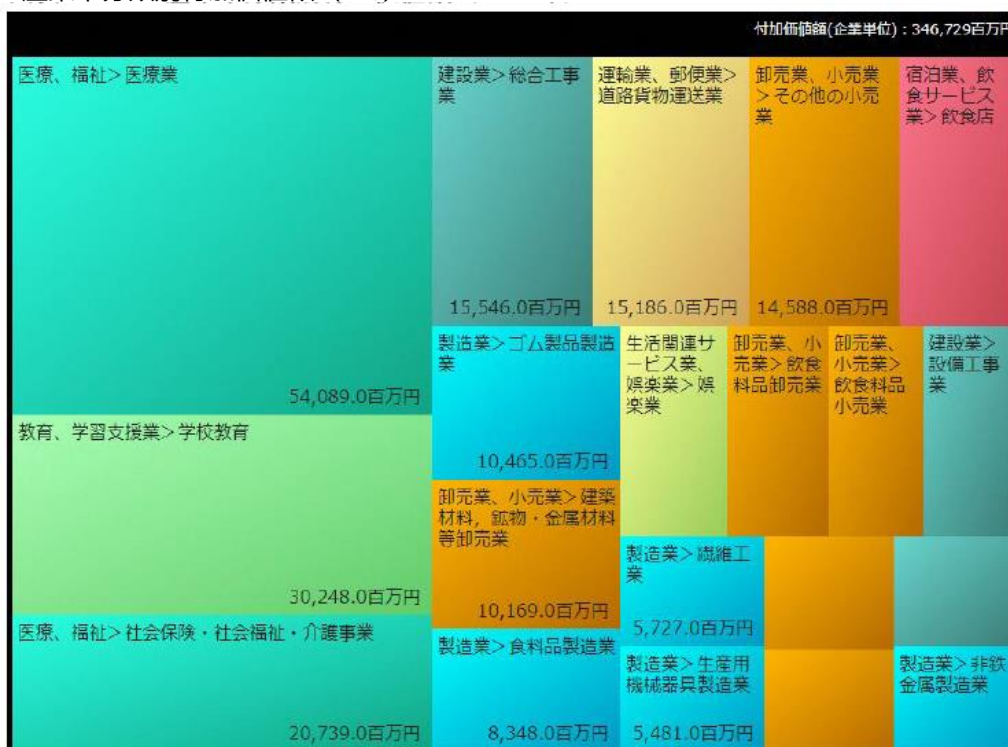 付加価値額(企業単位):346,729百万円
医療、福祉>医療業
54,089.0百万円
教育、学習支援業>学校教育
30,248.0百万円
医療、福祉>社会保険・社会福祉・介護事業
20,739.0百万円
建設業>総合工事
業
15,546.0百万円
運輸業、郵便業>
道路貨物運送業
15,186.0百万円
卸売業、小売業
>その他の小売
業
14,588.0百万円
宿泊業、飲
食サービス
業>飲食店
製造業>ゴム製品製造
業
10,465.0百万円
卸売業、小売業>建築
材料，鉱物・金属材料
等卸売業
10,169.0百万円
製造業>食料品製造業
8,348.0百万円
生活関連サ
ービス業、
娯楽業>娯
楽業
卸売業、小
売業>飲食
料品卸売業
卸売業、
小売業>
飲食料品
小売業
建設業>
設備工事
業
製造業>繊維工
業
5,727.0百万円
製造業>生産用
機械器具製造業
5,481.0百万円
製造業>非鉄
金属製造業